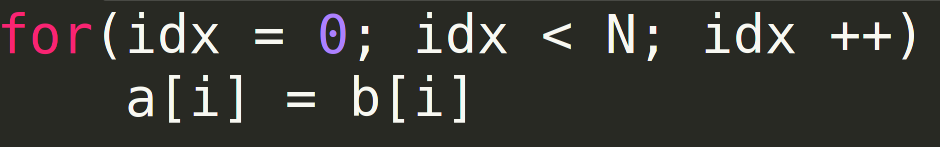 for(idx = 0; idx < N; idx ++)
    a[i] = b[i]